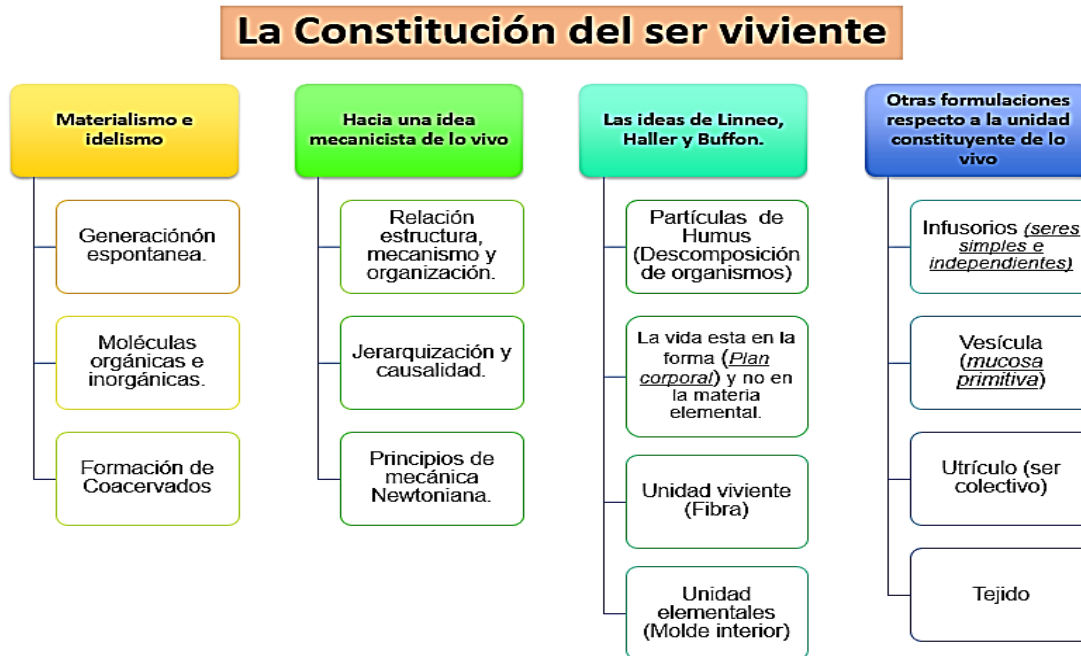 La Constitución del ser viviente
Materialismo e
idelismo
Generaciónón
espontanea.
Moléculas
orgánicas e
inorgánicas.
Formación de
Coacervados
Hacia una idea
mecanicista de lo vivo
Relación
estructura,
mecanismo y
organización.
Jerarquización y
causalidad.
Principios de
mecánica
Newtoniana.
Las ideas de Linneo,
Haller y Buffon.
Partículas de
Humus
(Descomposición
de organismos)
La vida esta en la
forma (Plan
corporal) y no en
la materia
elemental.
Unidad viviente
(Fibra)
Unidad
elementales
(Molde interior)
Otras formulaciones
respecto a la unidad
constituyente de lo
vivo
Infusorios (seres
simples e
independientes)
Vesícula
(mucosa
primitiva)
Utrículo (ser
colectivo)
Tejido